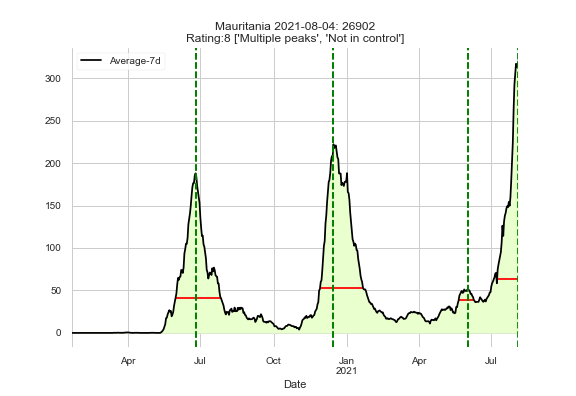 Mauritania 2021-08-04: 26902
Rating:8 ['Multiple peaks', 'Not in control']
Average-7d
300
250
200
150
100
50
0
Apr
Jul
Oct
Jan
2021
Apr
Jul
Date